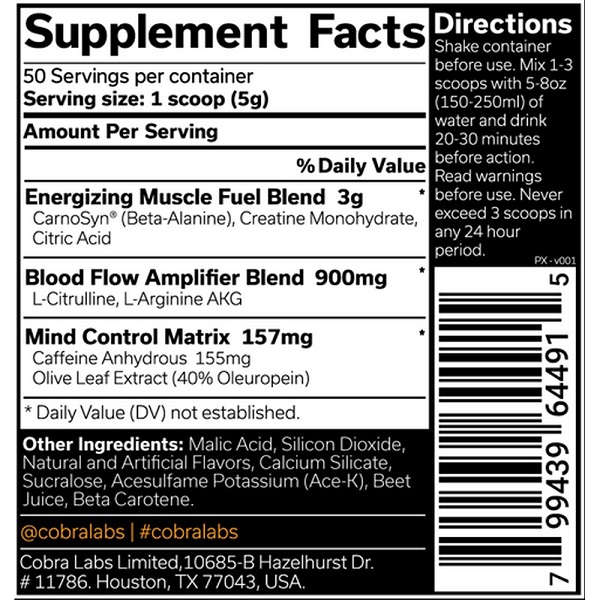 Supplement Facts
50 Servings per container
Serving size: 1 scoop (5g)
Amount Per Serving
% Daily Value
Energizing Muscle Fuel Blend 3g *
CarnoSyn® (Beta-Alanine), Creatine Monohydrate,
Citric Acid
Blood Flow Amplifier Blend 900mg *
L-Citrulline, L-Arginine AKG
Mind Control Matrix 157mg *
Caffeine Anhydrous 155mg
Olive Leaf Extract (40% Oleuropein)
* Daily Value (DV) not established.
Other Ingredients: Malic Acid, Silicon Dioxide,
Natural and Artificial Flavors, Calcium Silicate,
Sucralose, Acesulfame Potassium (Ace-K), Beet
Juice, Beta Carotene.
@cobralabs | #cobralabs
Cobra Labs Limited,10685-B Hazelhurst Dr.
# 11786. Houston, TX 77043, USA.
Directions
Shake container
before use. Mix 1-3
scoops with 5-8oz
(150-250ml) of
water and drink
20-30 minutes
before action.
Read warnings
before use. Never
exceed 3 scoops in
any 24 hour
period.
PX - v001
7 99439 64491 5